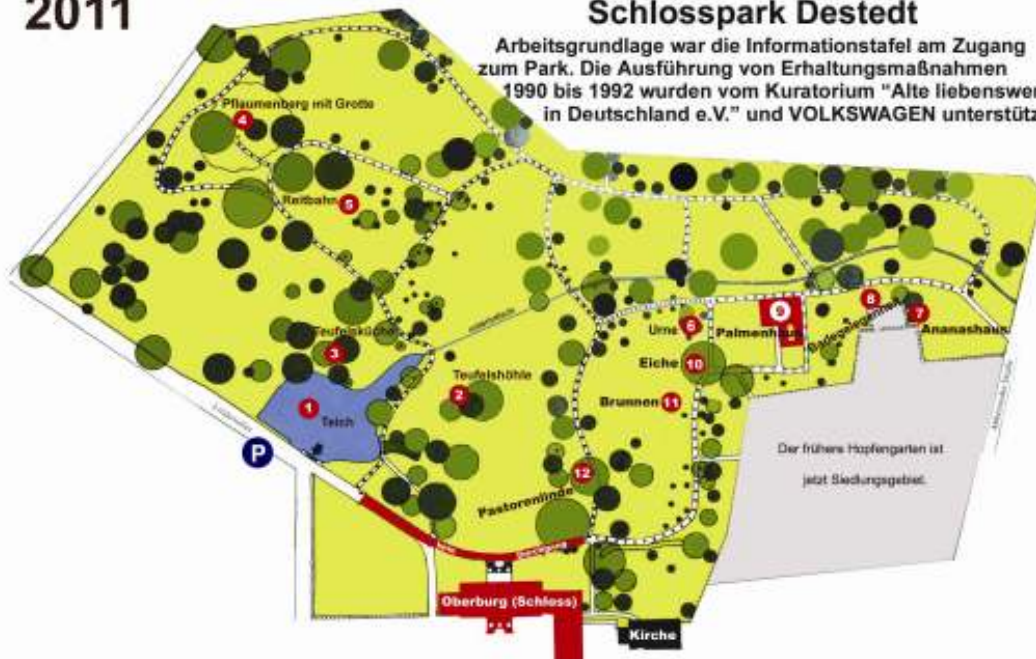 2011
Schlosspark Destedt
Arbeitsgrundlage war die Informationstafel am Zugang
zum Park. Die Ausführung von Erhaltungsmaßnahmen
1990 bis 1992 wurden vom Kuratorium "Alte liebenswer
in Deutschland e.V." und VOLKSWAGEN unterstütz
Pflaumenberg mit Grotte
4
Reitbahn 5
Teufelsküche
3
1
Teich
P
Teufelshöhle
2
Urne 6
Palmenhaus
9
8
Badegelegenheit
7
Ananashaus
Eiche 10
Brunnen 11
12
Pastorenlinde
Der frühere Hopfengarten ist
jetzt Siedlungsgebiet.
Oberburg (Schloss)
Kirche